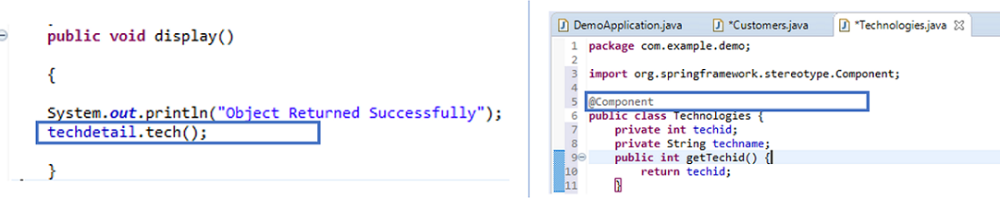 public void display()
{
System.out.println("Object Returned Successfully");
techdetail.tech();
}
DemoApplication.java
*Customers.java
*Technologies.java
1 package com.example.demo;
2
3 import org.springframework.stereotype.Component;
4
5 @Component
6 public class Technologies {
7 private int techid;
8 private String techname;
9 public int getTechid() {
10 return techid;
11 }